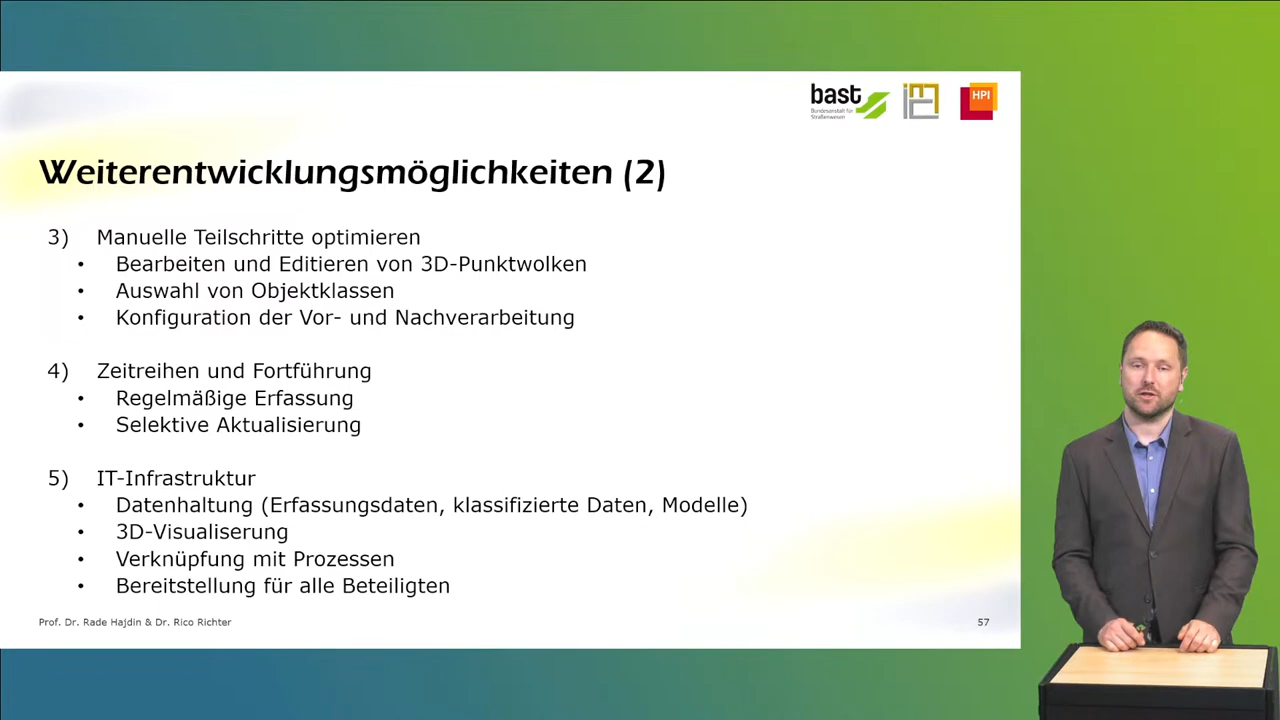 bast
Bundesanstalt für
Straßenwesen
HPI
Weiterentwicklungsmöglichkeiten (2)
3) Manuelle Teilschritte optimieren
• Bearbeiten und Editieren von 3D-Punktwolken
• Auswahl von Objektklassen
• Konfiguration der Vor- und Nachverarbeitung
4) Zeitreihen und Fortführung
• Regelmäßige Erfassung
• Selektive Aktualisierung
5) IT-Infrastruktur
• Datenhaltung (Erfassungsdaten, klassifizierte Daten, Modelle)
• 3D-Visualiserung
• Verknüpfung mit Prozessen
• Bereitstellung für alle Beteiligten
Prof. Dr. Rade Hajdin & Dr. Rico Richter
57